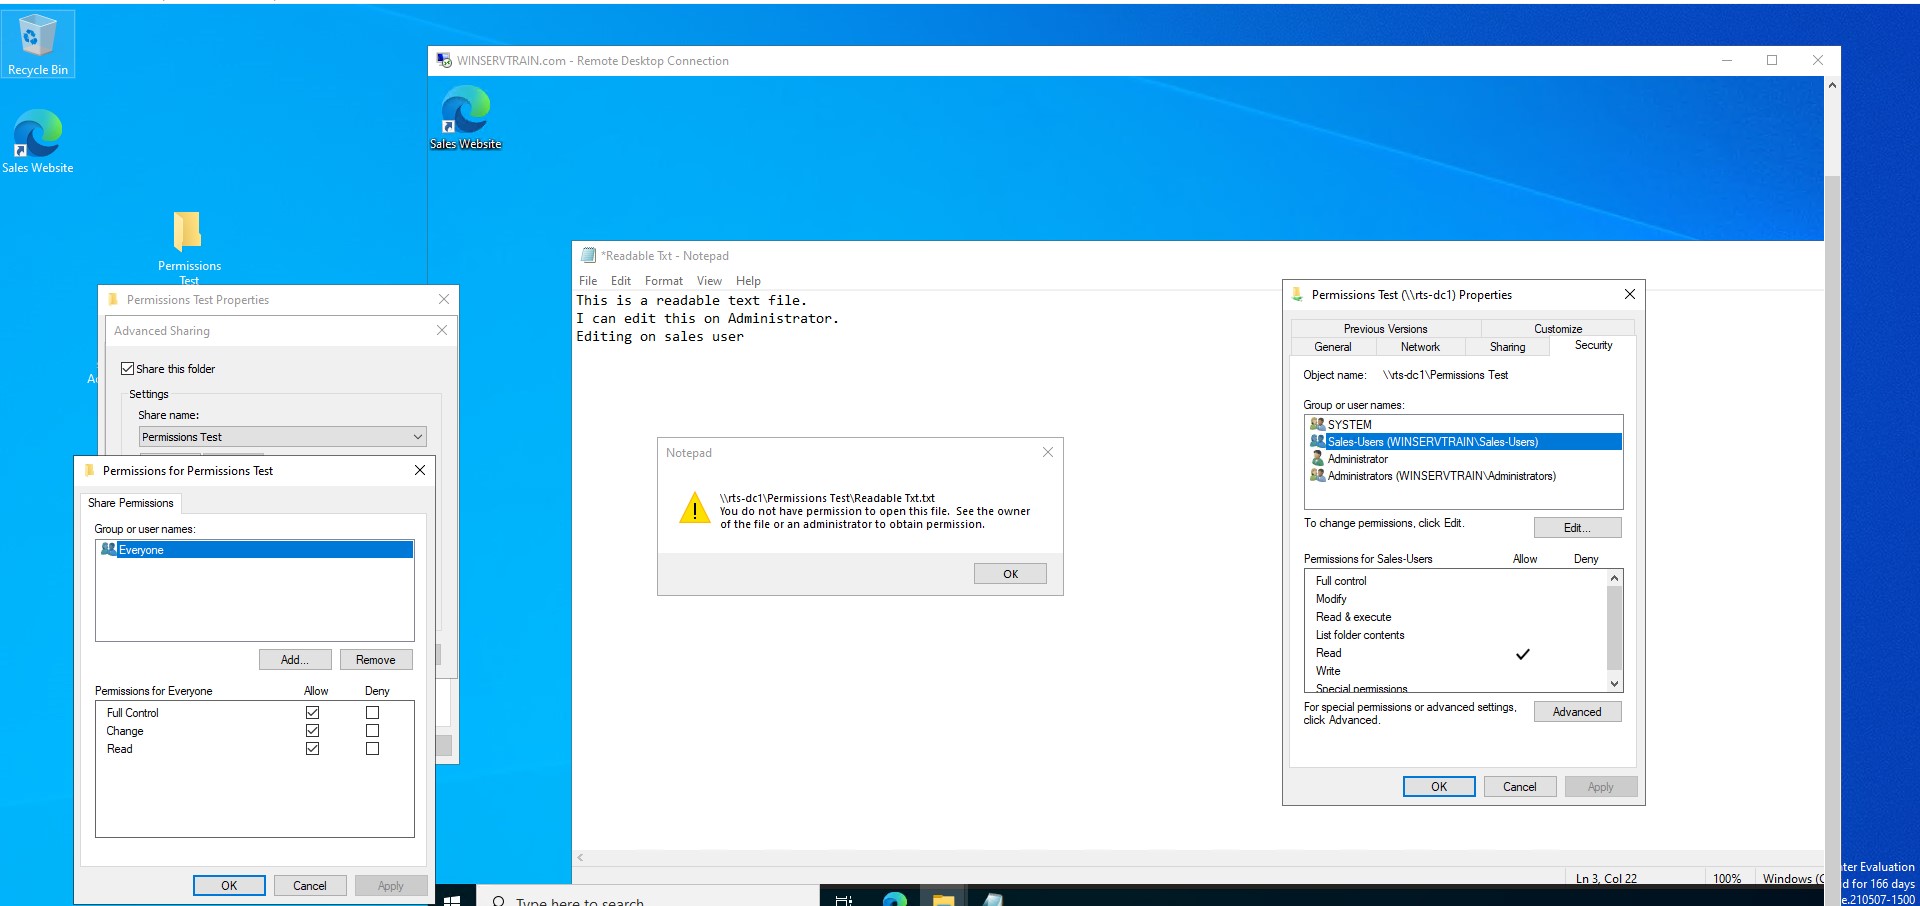 Recycle Bin
Sales Website
Permissions
Test
WINSERVTRAIN.com - Remote Desktop Connection
Sales Website
*Readable Txt - Notepad
File Edit Format View Help
This is a readable text file.
I can edit this on Administrator.
Editing on sales user
Notepad
\\rts-dc1\Permissions Test\Readable Txt.txt
You do not have permission to open this file. See the owner
of the file or an administrator to obtain permission.
OK
Ln 3, Col 22 100% Windows (C
Permissions Test Properties
Advanced Sharing
Share this folder
Settings
Share name:
Permissions Test
Permissions for Permissions Test
Share Permissions
Group or user names:
Everyone
Add... Remove
Permissions for Everyone Allow Deny
Full Control
Change
Read
OK Cancel Apply
Permissions Test (\\rts-dc1) Properties
Previous Versions Customize
General Network Sharing Security
Object name: \\rts-dc1\Permissions Test
Group or user names:
SYSTEM
Sales-Users (WINSERVTRAIN\Sales-Users)
Administrator
Administrators (WINSERVTRAIN\Administrators)
To change permissions, click Edit. Edit...
Permissions for Sales-Users Allow Deny
Full control
Modify
Read & execute
List folder contents
Read
Write
Special permissions
For special permissions or advanced settings,
click Advanced. Advanced
OK Cancel Apply
Type here to search
ter Evaluation
d for 166 days
e.210507-1500